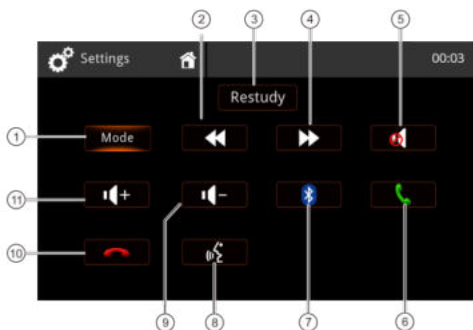 ② ③ ④ ⑤
Settings 00:03
Restudy
① Mode
⑪
⑩
⑨ ⑧ ⑦ ⑥